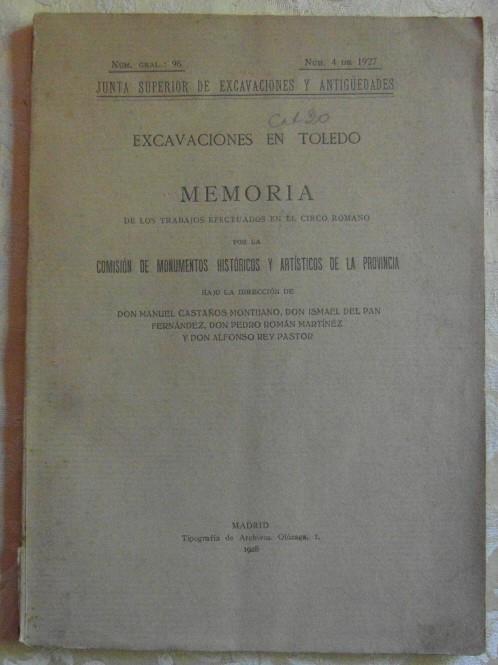 Núm. gral.: 96
Núm. 4 de 1927
JUNTA SUPERIOR DE EXCAVACIONES Y ANTIGÜEDADES
EXCAVACIONES EN TOLEDO
MEMORIA
DE LOS TRABAJOS EFECTUADOS EN EL CIRCO ROMANO
POR LA
COMISIÓN DE MONUMENTOS HISTÓRICOS Y ARTÍSTICOS DE LA PROVINCIA
BAJO LA DIRECCIÓN DE
DON MANUEL CASTAÑOS MONTIJANO, DON ISMAEL DEL PAN
FERNÁNDEZ, DON PEDRO ROMÁN MARTÍNEZ
Y DON ALFONSO REY PASTOR
MADRID
Tipografía de Archivos. Olózaga, 1.
1928